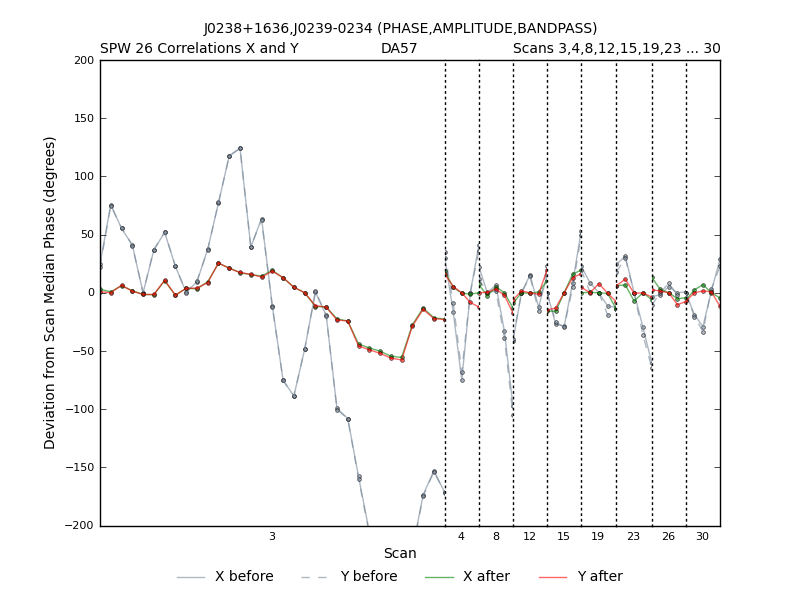 J0238+1636,J0239-0234 (PHASE,AMPLITUDE,BANDPASS)
SPW 26 Correlations X and Y DA57 Scans 3,4,8,12,15,19,23 ... 30
200
150
100
50
0
−50
−100
−150
−200
Deviation from Scan Median Phase (degrees)
3 4 8 12 15 19 23 26 30
Scan
X before Y before X after Y after